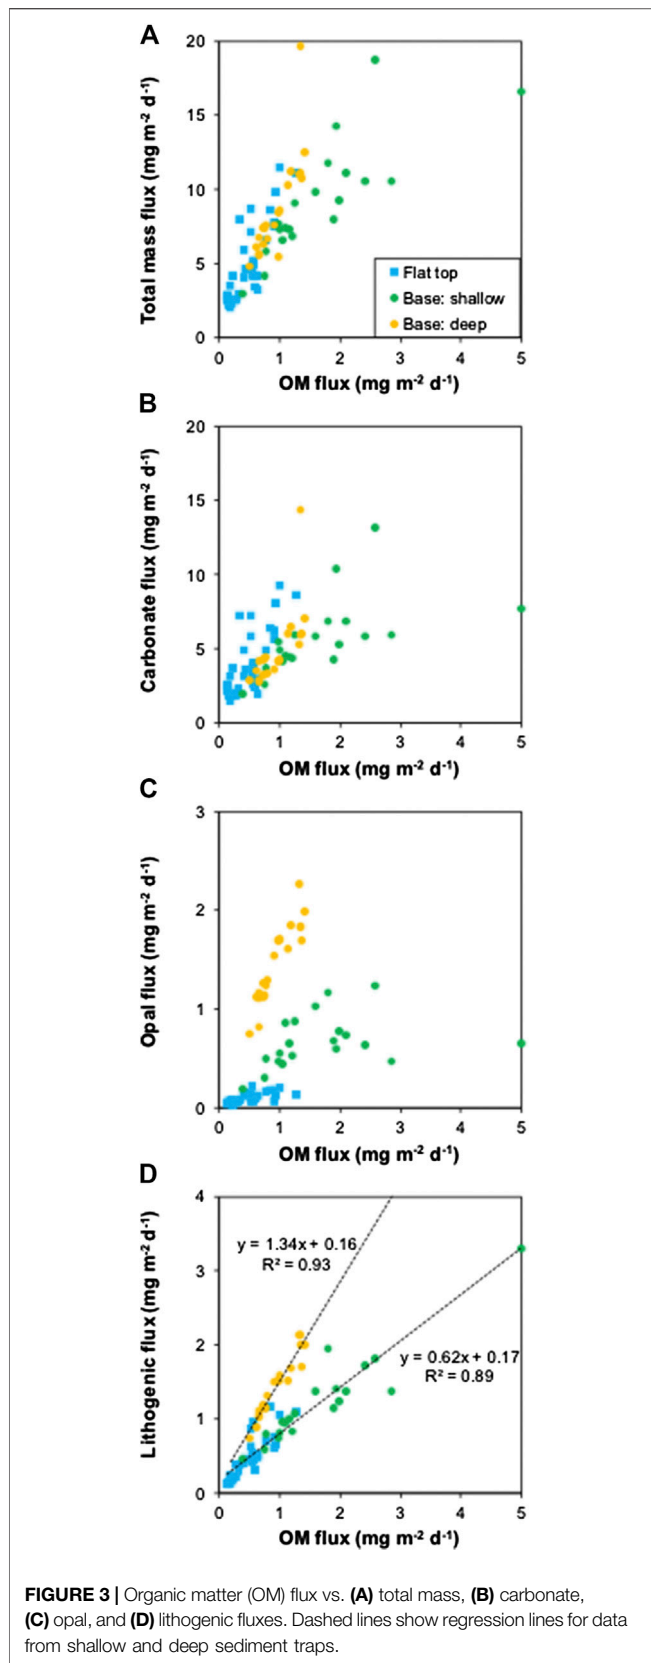 A
Total mass flux (mg m⁻² d⁻¹)
20
15
10
5
0
Flat top
Base: shallow
Base: deep
0 1 2 3 4 5
OM flux (mg m⁻² d⁻¹)
B
Carbonate flux (mg m⁻² d⁻¹)
20
15
10
5
0
0 1 2 3 4 5
OM flux (mg m⁻² d⁻¹)
C
Opal flux (mg m⁻² d⁻¹)
3
2
1
0
0 1 2 3 4 5
OM flux (mg m⁻² d⁻¹)
D
Lithogenic flux (mg m⁻² d⁻¹)
4
3
2
1
0
y = 1.34x + 0.16
R² = 0.93
y = 0.62x + 0.17
R² = 0.89
0 1 2 3 4 5
OM flux (mg m⁻² d⁻¹)
FIGURE 3 | Organic matter (OM) flux vs. (A) total mass, (B) carbonate,
(C) opal, and (D) lithogenic fluxes. Dashed lines show regression lines for data
from shallow and deep sediment traps.